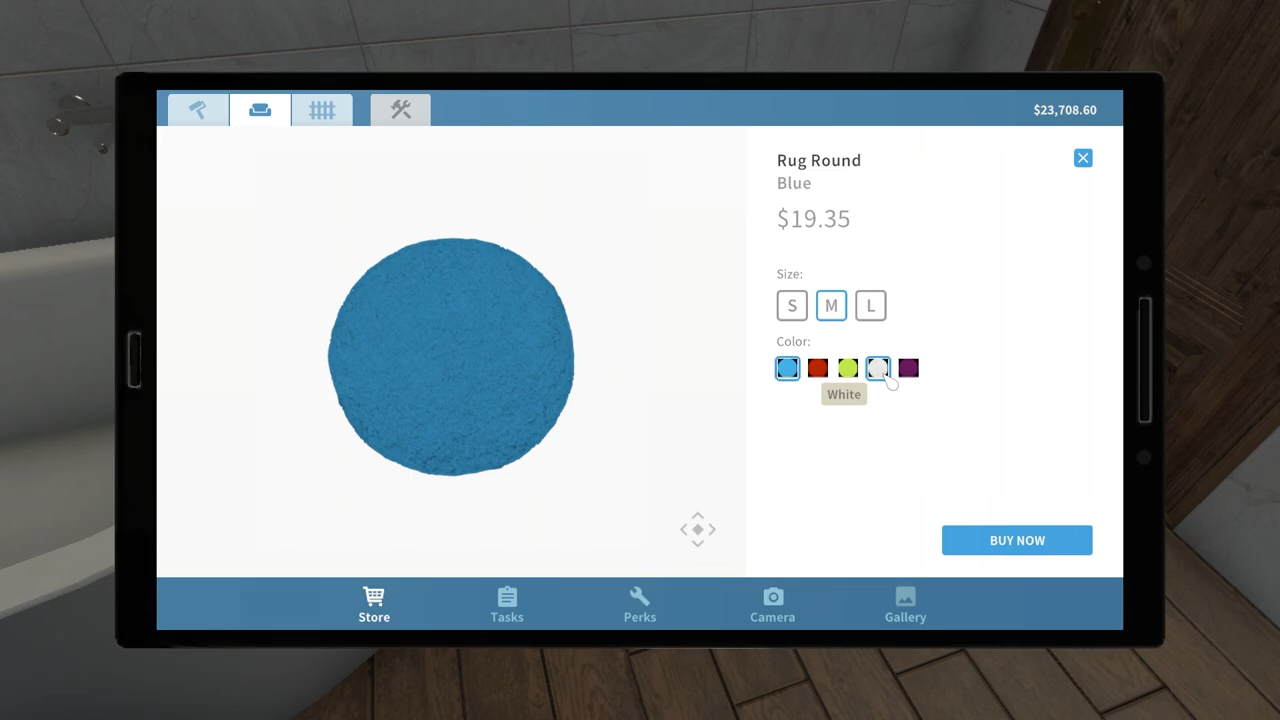 $23,708.60
Rug Round
Blue
$19.35
Size:
S M L
Color:
White
BUY NOW
Store Tasks Perks Camera Gallery